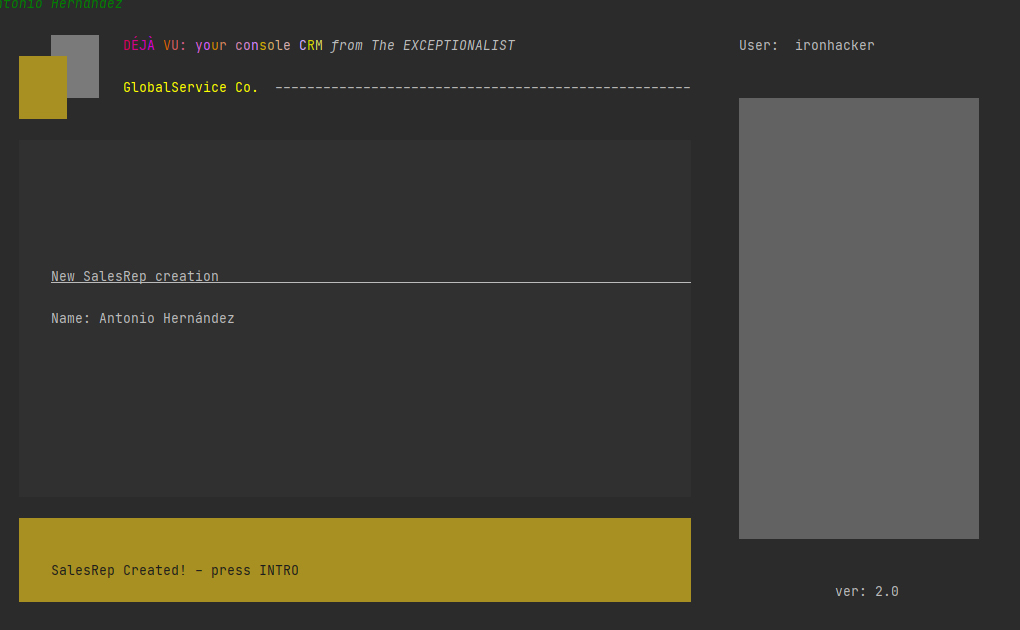 Antonio Hernández
DÉJÀ VU: your console CRM from The EXCEPTIONALIST
User: ironhacker
GlobalService Co. ----------------------------------------------------
New SalesRep creation
Name: Antonio Hernández
SalesRep Created! - press INTRO
ver: 2.0